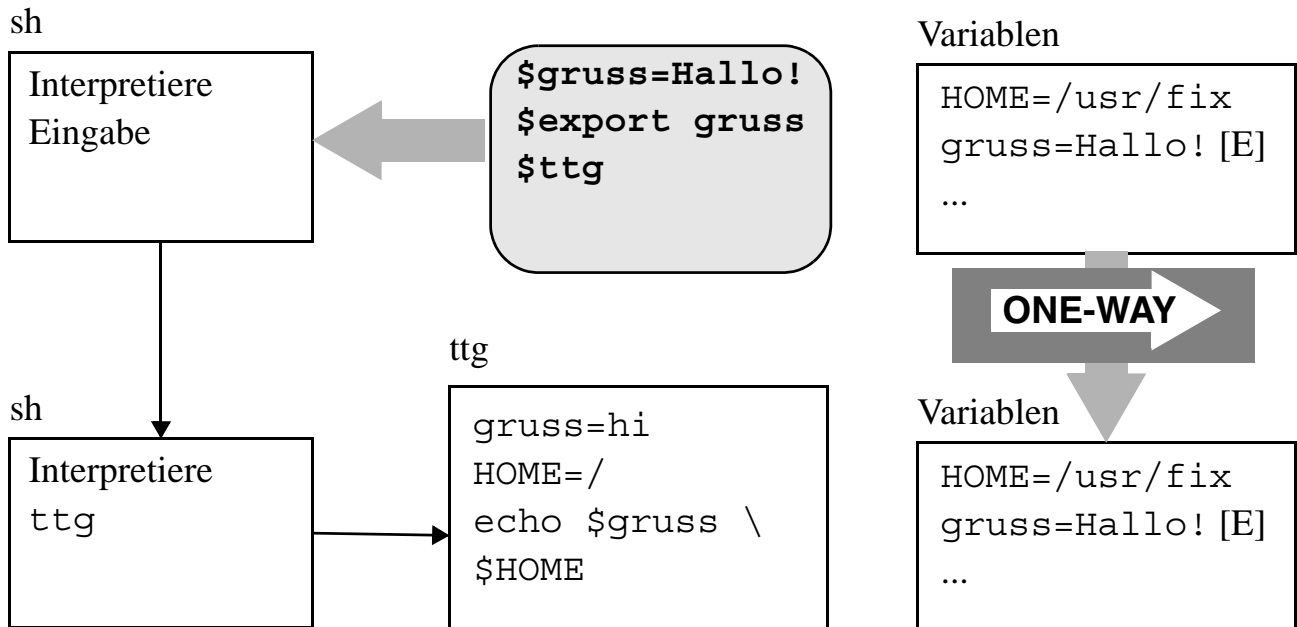 sh
Interpretiere
Eingabe
$gruss=Hallo!
$export gruss
$ttg
Variablen
HOME=/usr/fix
gruss=Hallo! [E]
...
ONE-WAY
sh
Interpretiere
ttg
ttg
gruss=hi
HOME=/
echo $gruss \
$HOME
Variablen
HOME=/usr/fix
gruss=Hallo! [E]
...